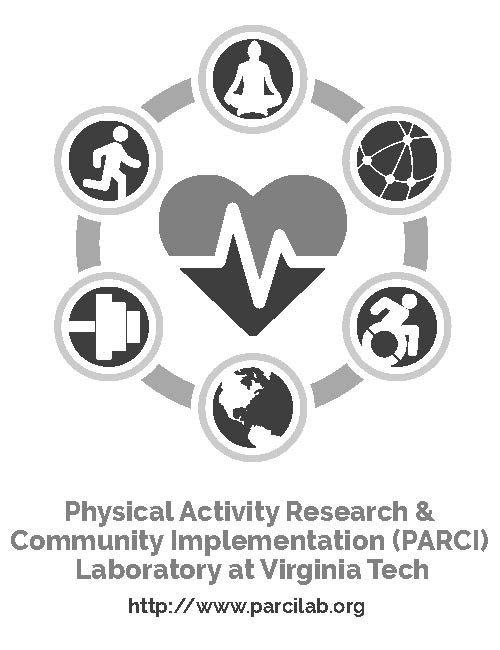 Physical Activity Research &
Community Implementation (PARCI)
Laboratory at Virginia Tech
http://www.parcilab.org